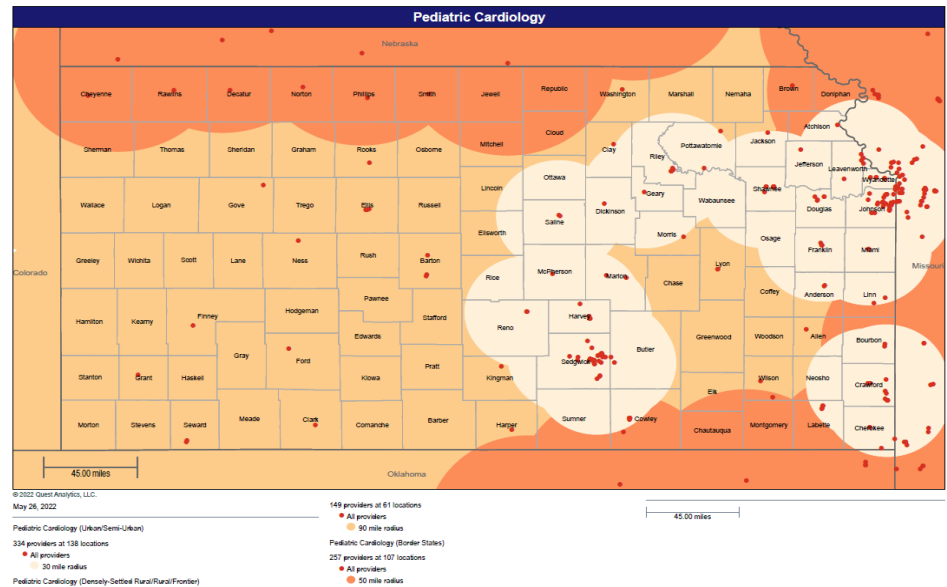 Pediatric Cardiology
Nebraska
Cheyenne Rawlins Decatur Norton Phillips Smith Jewell Republic Washington Marshall Nemaha Brown Doniphan
Sherman Thomas Sheridan Graham Rooks Osborne Mitchell Cloud Clay Riley Pottawatomie Jackson Atchison
Jefferson Leavenworth Wyandotte
Wallace Logan Gove Trego Ellis Russell Lincoln Ottawa Saline Dickinson Geary Wabaunsee Shawnee Douglas Johnson
Ellsworth Morris Osage Franklin Miami
Colorado Greeley Wichita Scott Lane Ness Rush Barton Rice McPherson Marion Chase Lyon Coffey Anderson Linn Missouri
Hamilton Kearny Finney Hodgeman Pawnee Stafford Reno Harvey
Gray Ford Edwards Sedgwick Butler Greenwood Woodson Allen Bourbon
Stanton Grant Haskell Kiowa Pratt Kingman Elk Wilson Neosho Crawford
Morton Stevens Seward Meade Clark Comanche Barber Harper Sumner Cowley Chautauqua Montgomery Labette Cherokee
45.00 miles
Oklahoma
© 2022 Quest Analytics, LLC.
May 26, 2022
Pediatric Cardiology (Urban/Semi-Urban)
334 providers at 138 locations
All providers
30 mile radius
Pediatric Cardiology (Densely-Settled Rural/Rural/Frontier)
149 providers at 61 locations
All providers
90 mile radius
Pediatric Cardiology (Border States)
257 providers at 107 locations
All providers
50 mile radius
45.00 miles